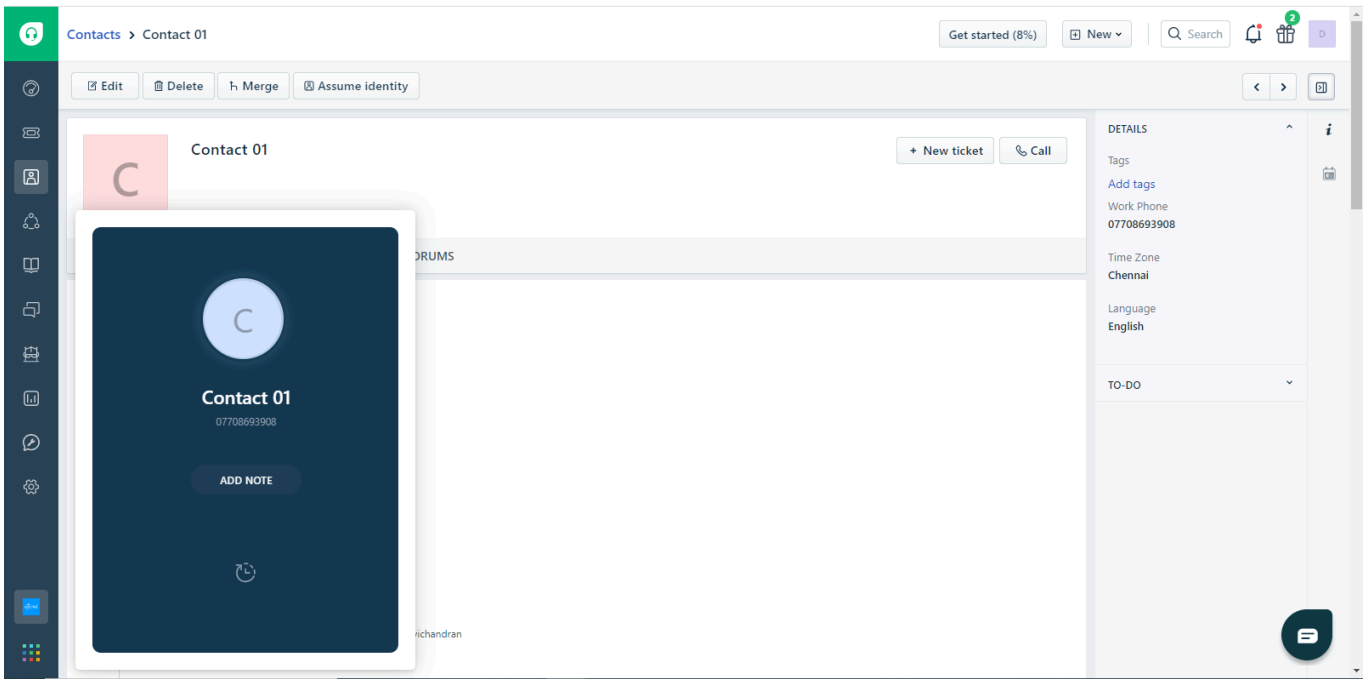 Contacts > Contact 01
Get started (8%)
New
Search
2
D
Edit
Delete
Merge
Assume identity
C
Contact 01
+ New ticket
Call
ORUMS
C
Contact 01
07708693908
ADD NOTE
vichandran
DETAILS
Tags
Add tags
Work Phone
07708693908
Time Zone
Chennai
Language
English
TO-DO
i